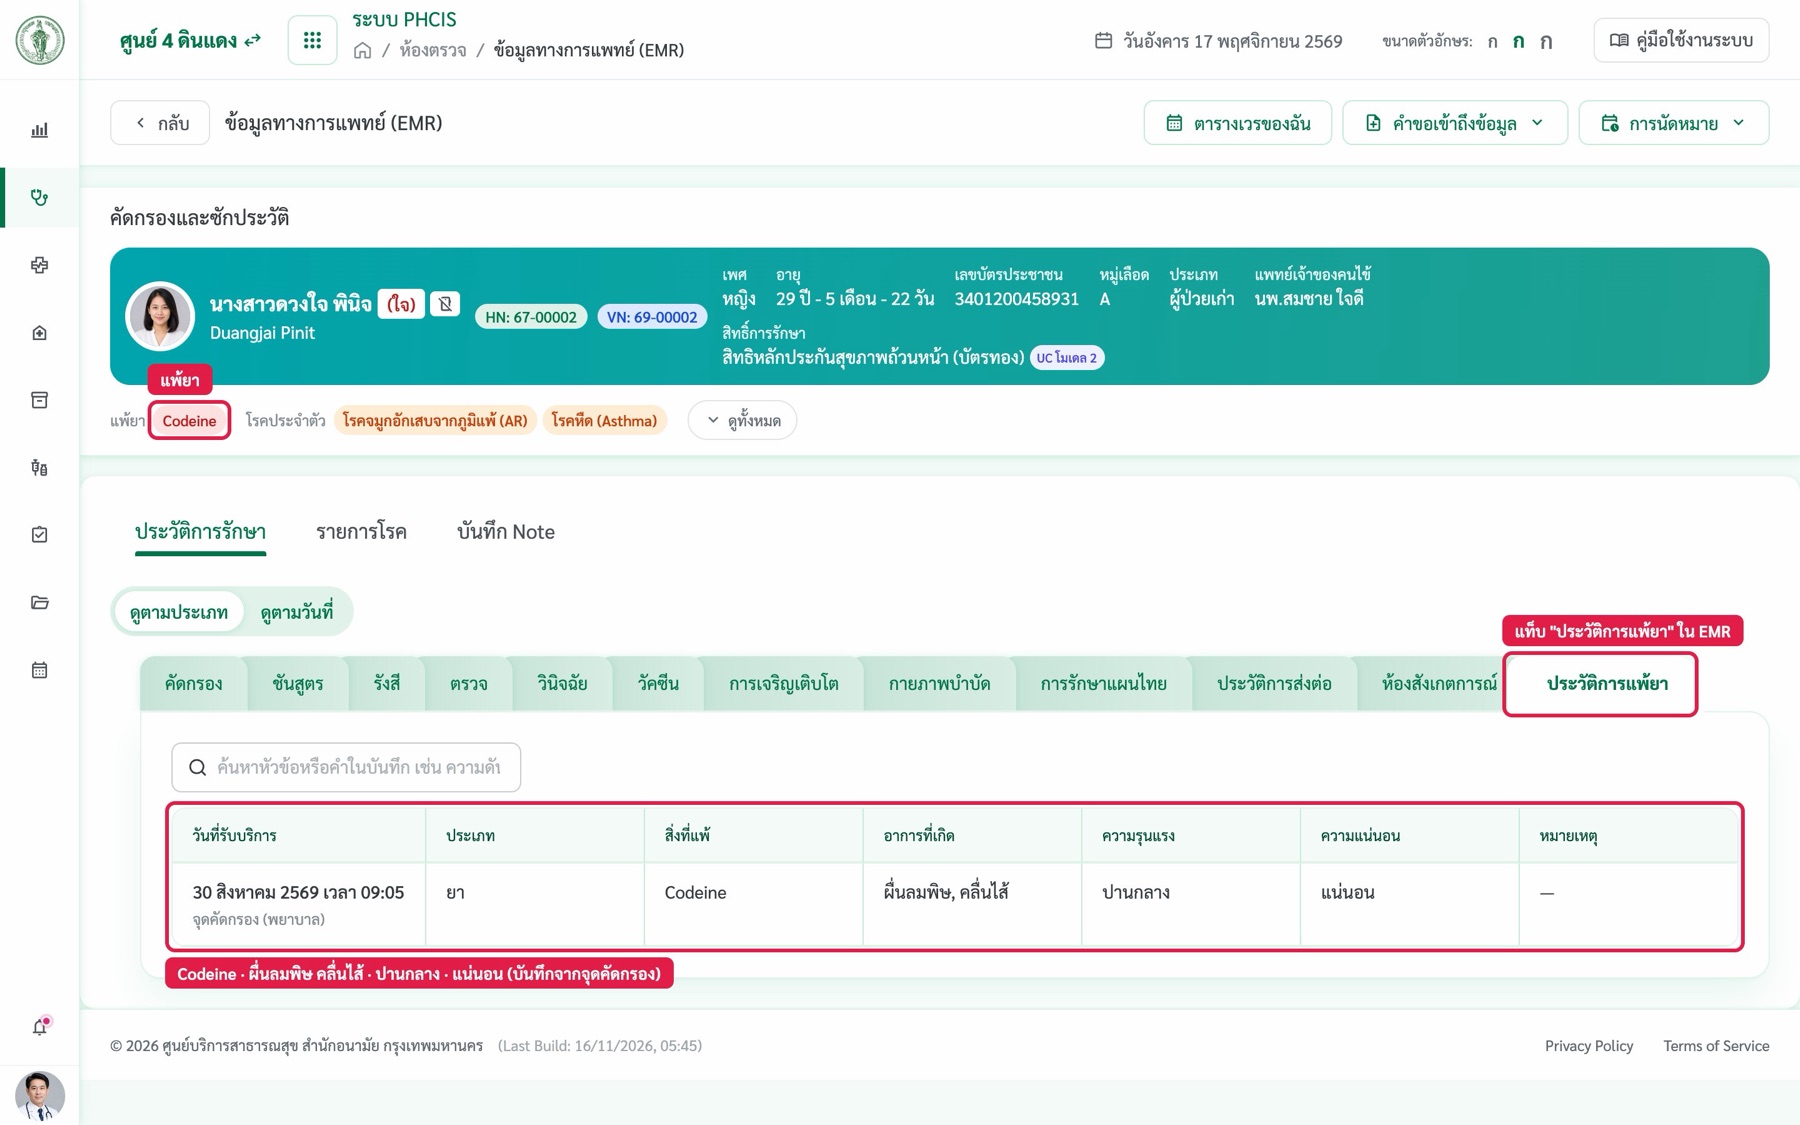 ศูนย์ 4 ดินแดง
ระบบ PHCIS
/ ห้องตรวจ / ข้อมูลทางการแพทย์ (EMR)
วันอังคาร 17 พฤศจิกายน 2569
ขนาดตัวอักษร: ก ก ก
คู่มือใช้งานระบบ
กลับ
ข้อมูลทางการแพทย์ (EMR)
ตารางเวรของฉัน
คำขอเข้าถึงข้อมูล
การนัดหมาย
คัดกรองและซักประวัติ
นางสาวดวงใจ พินิจ (ใจ)
Duangjai Pinit
HN: 67-00002
VN: 69-00002
เพศ อายุ เลขบัตรประชาชน หมู่เลือด ประเภท แพทย์เจ้าของคนไข้
หญิง 29 ปี - 5 เดือน - 22 วัน 3401200458931 A ผู้ป่วยเก่า นพ.สมชาย ใจดี
สิทธิ์การรักษา
สิทธิหลักประกันสุขภาพถ้วนหน้า (บัตรทอง) UC โมเดล 2
แพ้ยา
แพ้ยา Codeine โรคประจำตัว โรคจมูกอักเสบจากภูมิแพ้ (AR) โรคหืด (Asthma) ดูทั้งหมด
ประวัติการรักษา รายการโรค บันทึก Note
ดูตามประเภท ดูตามวันที่
แท็บ "ประวัติการแพ้ยา" ใน EMR
คัดกรอง ชันสูตร รังสี ตรวจ วินิจฉัย วัคซีน การเจริญเติบโต กายภาพบำบัด การรักษาแผนไทย ประวัติการส่งต่อ ห้องสังเกตการณ์ ประวัติการแพ้ยา
ค้นหาหัวข้อหรือคำในบันทึก เช่น ความดั
วันที่รับบริการ ประเภท สิ่งที่แพ้ อาการที่เกิด ความรุนแรง ความแน่นอน หมายเหตุ
30 สิงหาคม 2569 เวลา 09:05 ยา Codeine ผื่นลมพิษ, คลื่นไส้ ปานกลาง แน่นอน —
จุดคัดกรอง (พยาบาล)
Codeine · ผื่นลมพิษ คลื่นไส้ · ปานกลาง · แน่นอน (บันทึกจากจุดคัดกรอง)
© 2026 ศูนย์บริการสาธารณสุข สำนักอนามัย กรุงเทพมหานคร (Last Build: 16/11/2026, 05:45)
Privacy Policy Terms of Service